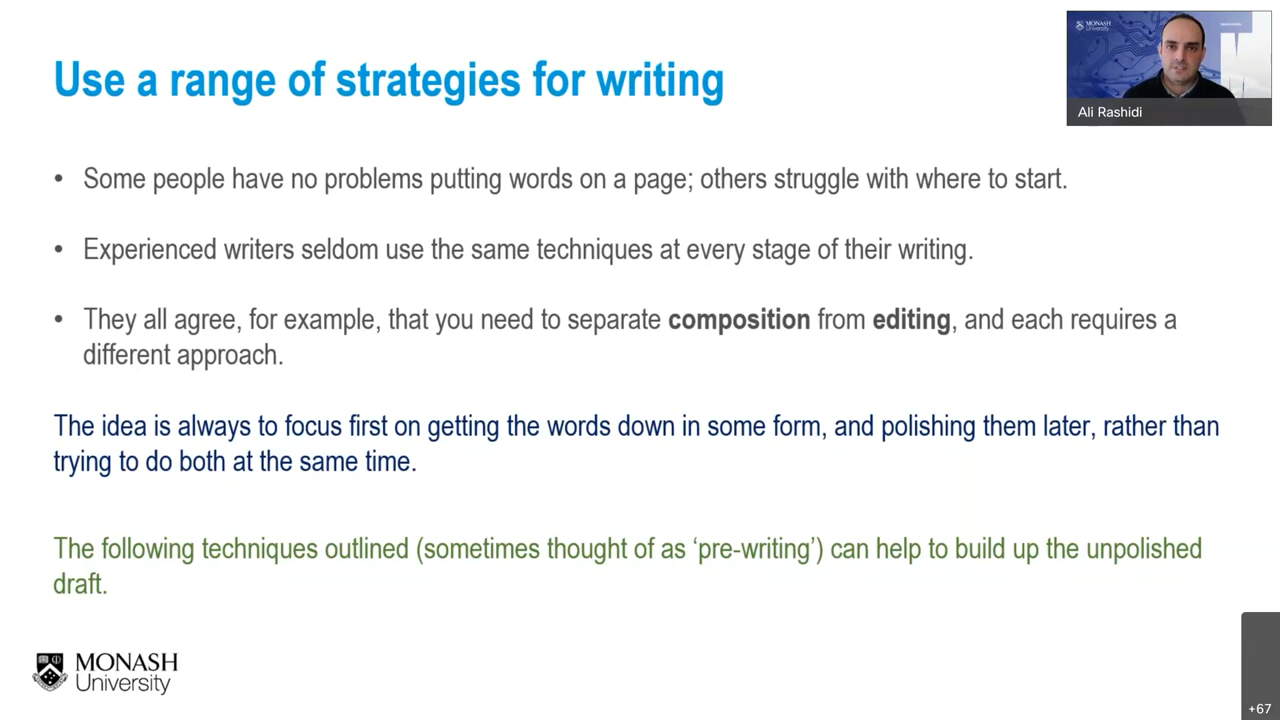 Use a range of strategies for writing
MONASH
University
Ali Rashidi
• Some people have no problems putting words on a page; others struggle with where to start.
• Experienced writers seldom use the same techniques at every stage of their writing.
• They all agree, for example, that you need to separate composition from editing, and each requires a
different approach.
The idea is always to focus first on getting the words down in some form, and polishing them later, rather than
trying to do both at the same time.
The following techniques outlined (sometimes thought of as ‘pre-writing’) can help to build up the unpolished
draft.
MONASH
University
+67